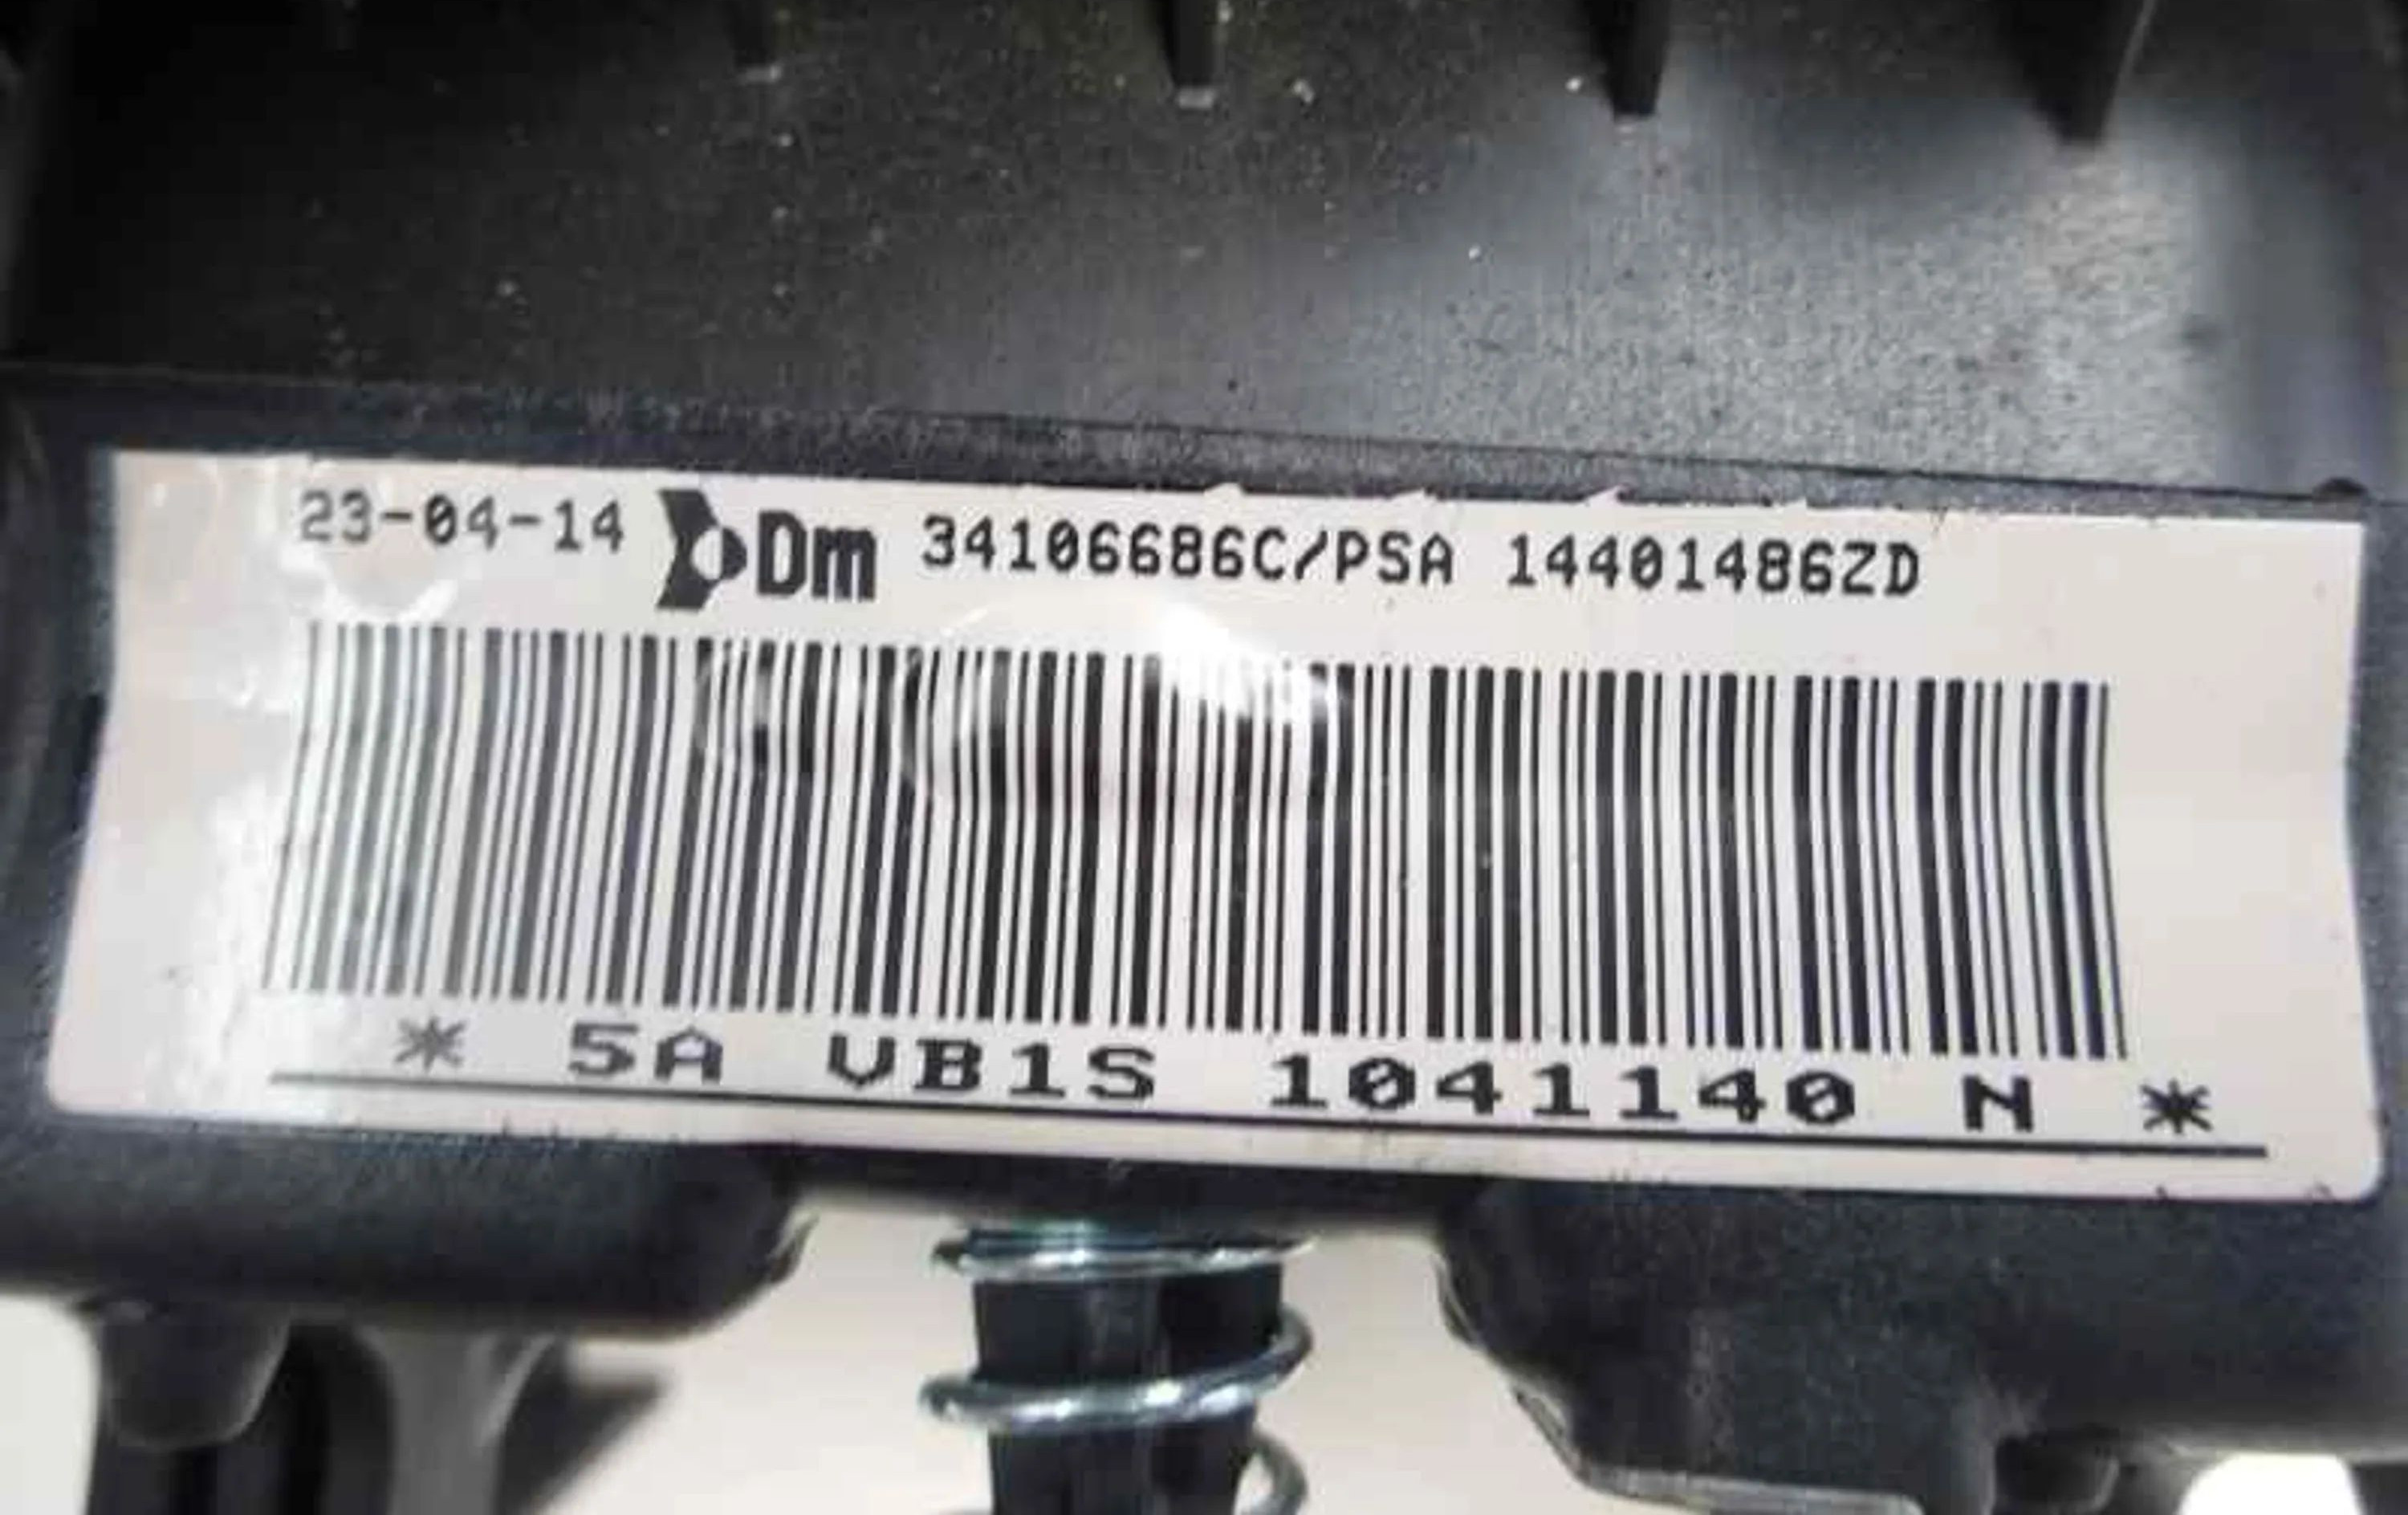 23-04-14 Dm 34106686C/PSA 14401486ZD
* 5A VB1S 1041140 N *